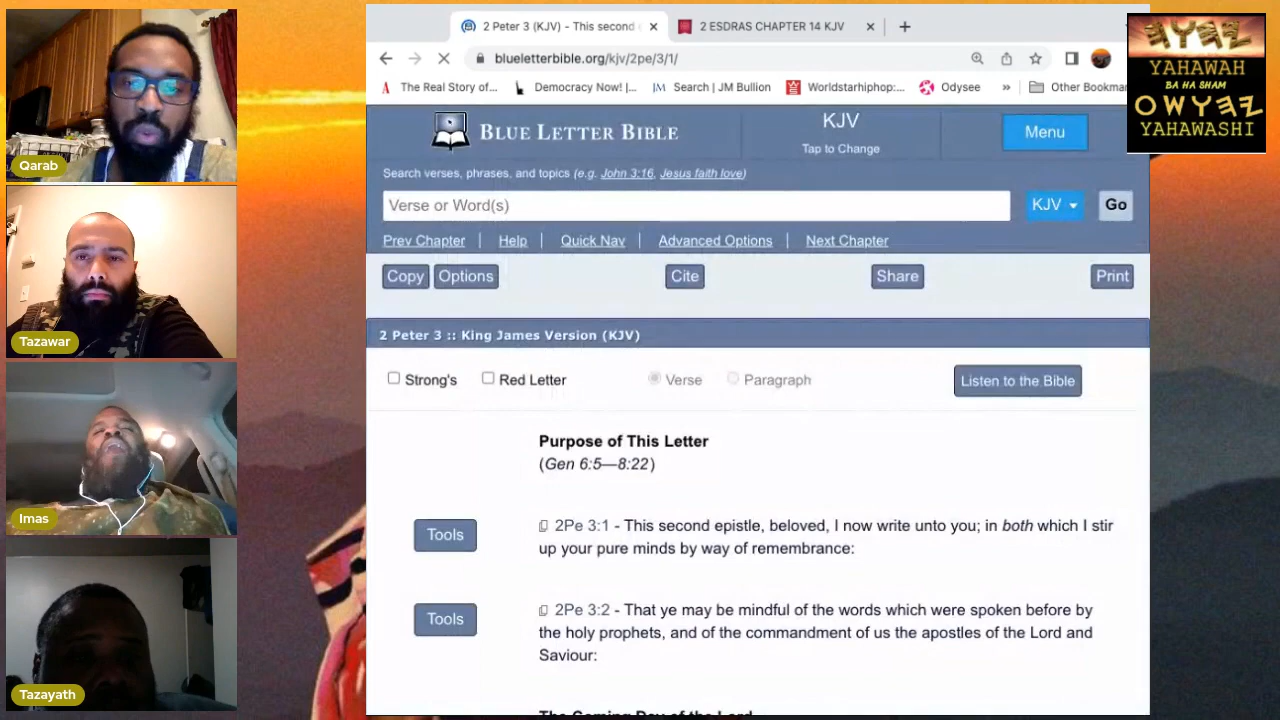 Qarab
Tazawar
Imas
Tazayath
2 Peter 3 (KJV) - This second
2 ESDRAS CHAPTER 14 KJV
blueletterbible.org/kjv/2pe/3/1/
The Real Story of...
Democracy Now! |...
Search | JM Bullion
Worldstarhiphop:...
Odysee
»
Other Bookmar
YAHAWAH
BA HA SHAM
YAHAWASHI
BLUE LETTER BIBLE
KJV
Tap to Change
Menu
Search verses, phrases, and topics (e.g. John 3:16, Jesus faith love)
Verse or Word(s)
KJV
Go
Prev Chapter | Help | Quick Nav | Advanced Options | Next Chapter
Copy Options Cite Share Print
2 Peter 3 :: King James Version (KJV)
Strong's Red Letter Verse Paragraph Listen to the Bible
Purpose of This Letter
(Gen 6:5—8:22)
Tools
2Pe 3:1 - This second epistle, beloved, I now write unto you; in both which I stir
up your pure minds by way of remembrance:
Tools
2Pe 3:2 - That ye may be mindful of the words which were spoken before by
the holy prophets, and of the commandment of us the apostles of the Lord and
Saviour:
The Coming Day of the Lord